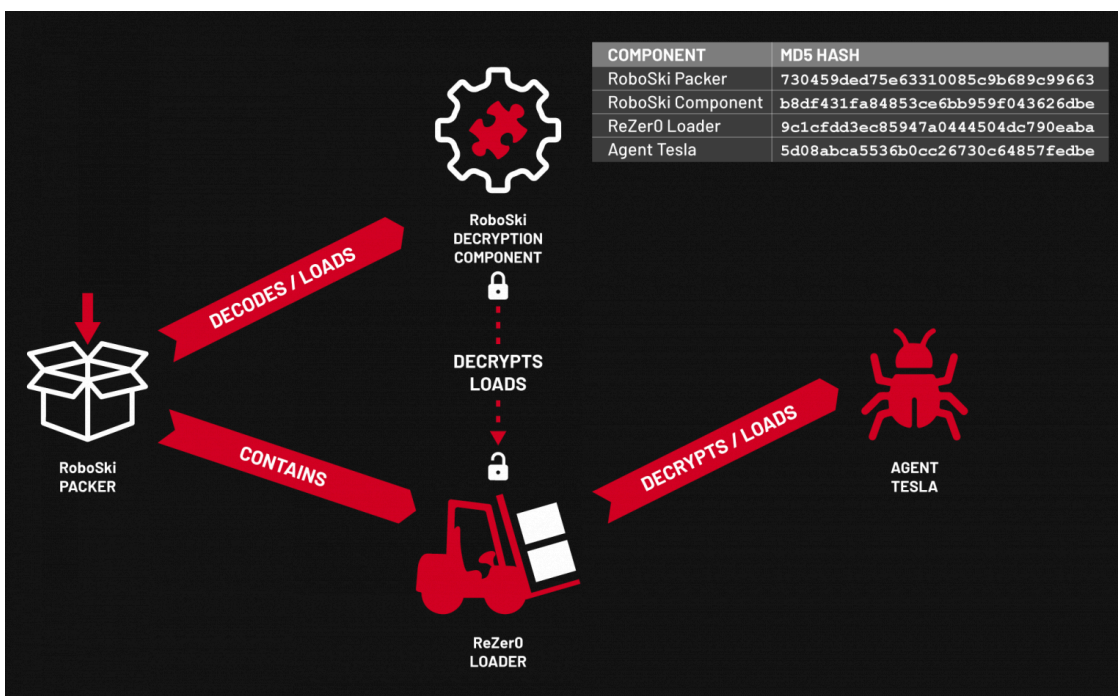 COMPONENT MD5 HASH
RoboSki Packer 730459ded75e63310085c9b689c99663
RoboSki Component b8df431fa84853ce6bb959f043626dbe
ReZer0 Loader 9c1cfdd3ec85947a0444504dc790eaba
Agent Tesla 5d08abca5536b0cc26730c64857fedbe
RoboSki
DECRYPTION
COMPONENT
DECODES / LOADS
DECRYPTS
LOADS
RoboSki
PACKER
CONTAINS
DECRYPTS / LOADS
AGENT
TESLA
ReZer0
LOADER